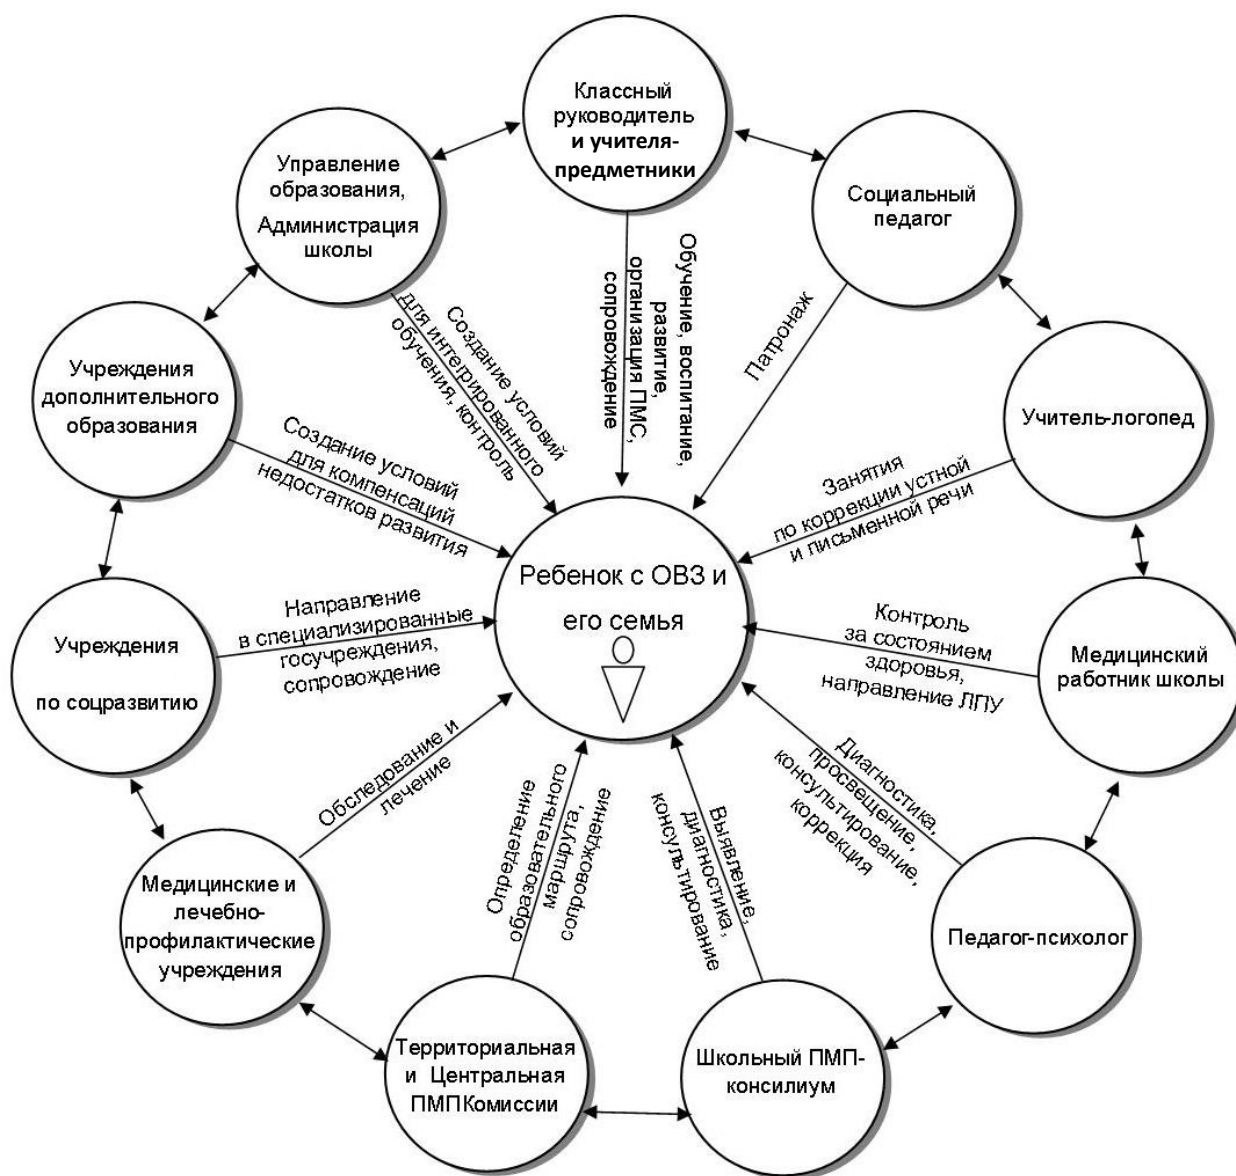 Классный
руководитель
и учителя-
предметники
Социальный
педагог
Учитель-логопед
Медицинский
работник школы
Педагог-психолог
Школьный ПМП-
консилиум
Территориальная
и Центральная
ПМПКомиссии
Медицинские и
лечебно-
профилактические
учреждения
Учреждения
по соцразвитию
Учреждения
дополнительного
образования
Управление
образования,
Администрация
школы
Обучение, воспитание,
развитие,
организация ПМС,
сопровождение
Патронаж
Занятия
по коррекции устной
и письменной речи
Контроль
за состоянием
здоровья,
направление ЛПУ
Диагностика,
просвещение,
консультирование,
коррекция
Выявление,
диагностика,
консультирование
Определение
образовательного
маршрута,
сопровождение
Обследование и
лечение
Направление
в специализированные
госучреждения,
сопровождение
Создание условий
для компенсаций
недостатков развития
Создание условий
для интегрированного
обучения, контроль
Ребенок с ОВЗ и
его семья